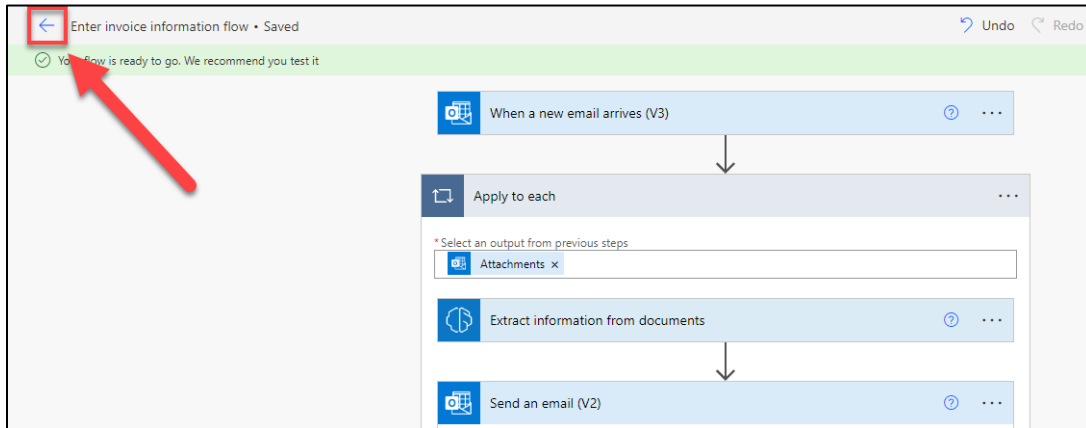 Enter invoice information flow • Saved
Undo
Redo
Your flow is ready to go. We recommend you test it
When a new email arrives (V3)
Apply to each
* Select an output from previous steps
Attachments ×
Extract information from documents
Send an email (V2)